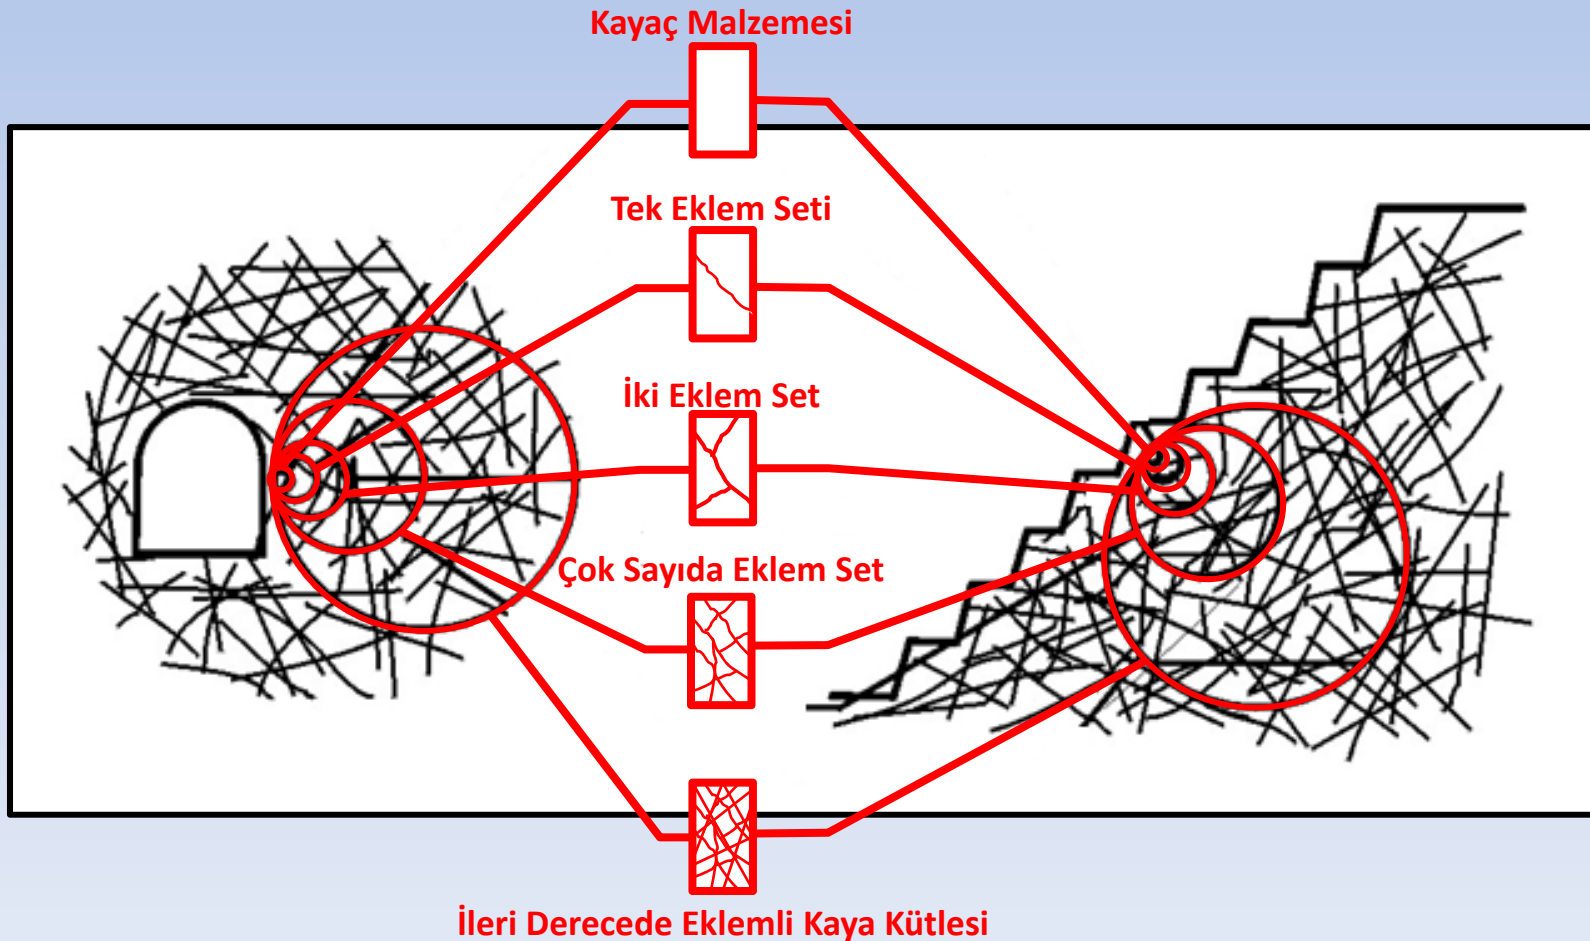 Kayaç Malzemesi
Tek Eklem Seti
İki Eklem Set
Çok Sayıda Eklem Set
İleri Derecede Eklemli Kaya Kütlesi